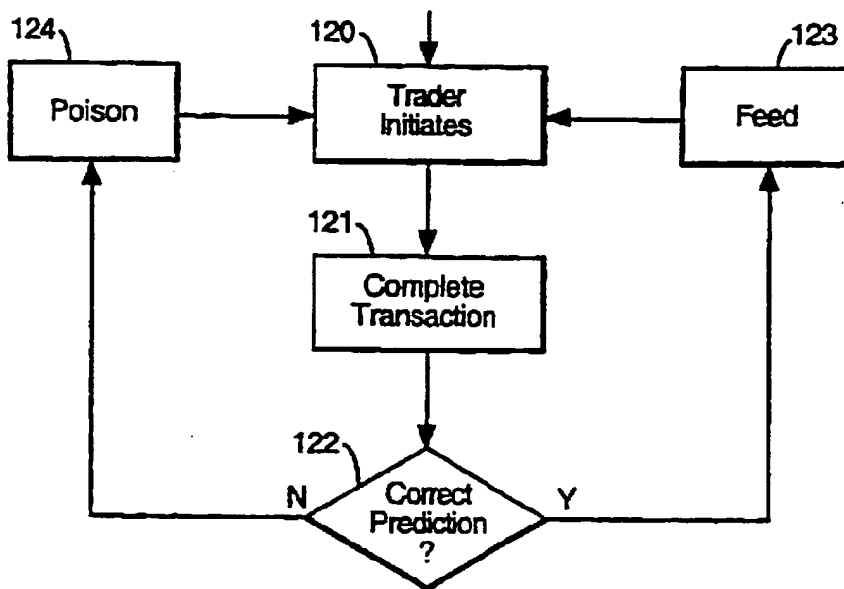 124
Poison
120
Trader
Initiates
123
Feed
121
Complete
Transaction
122
N
Correct
Prediction
?
Y